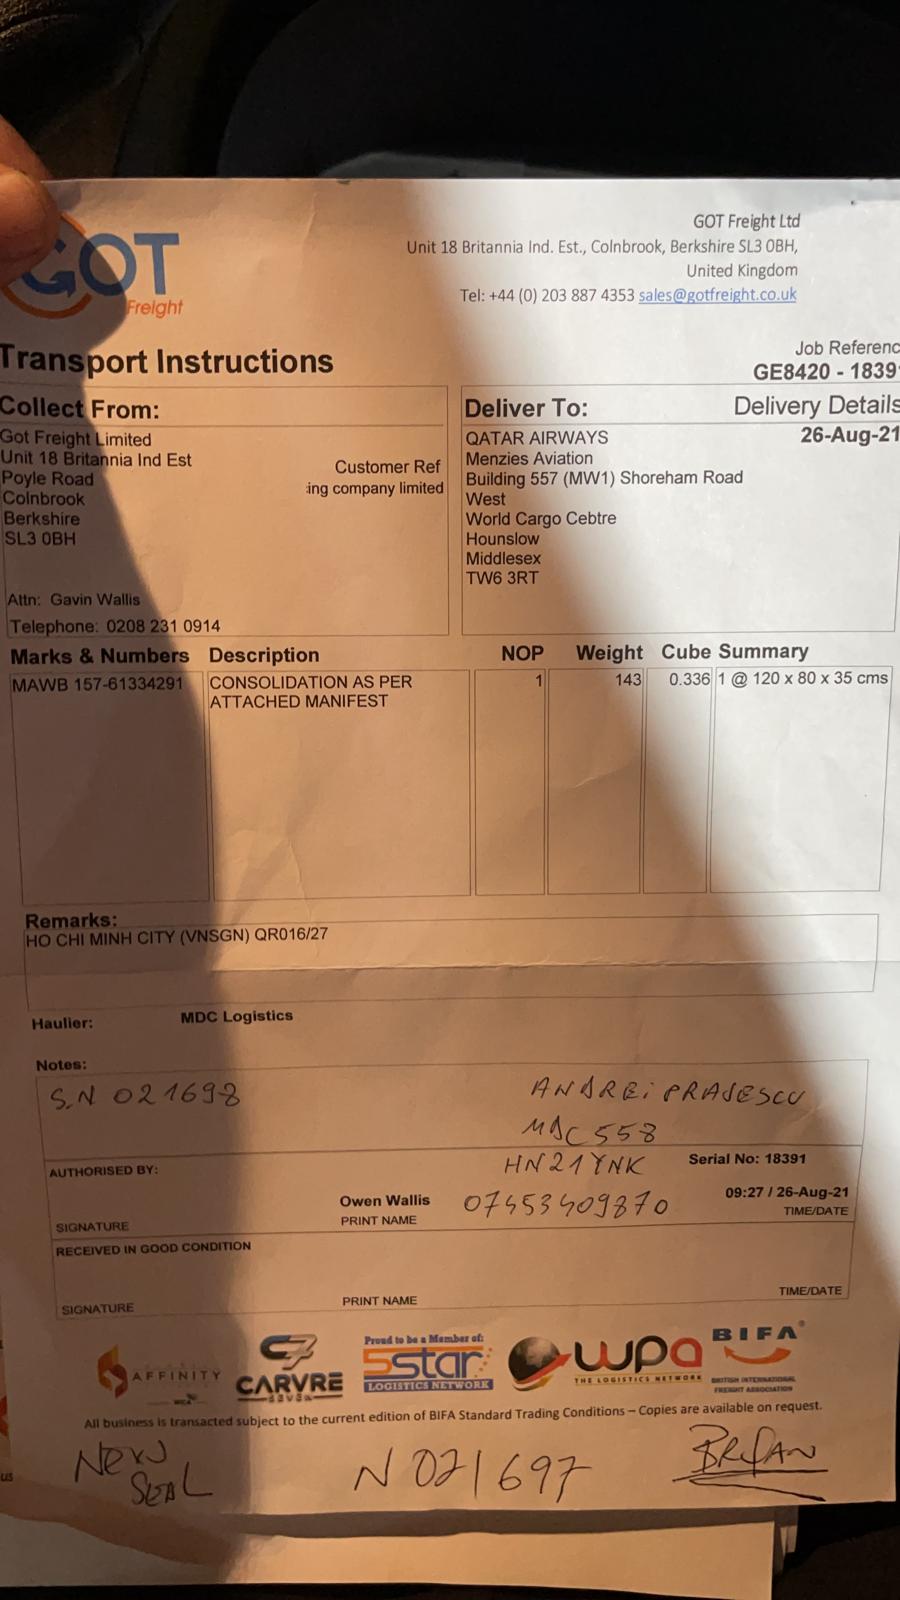 GOT
Freight
GOT Freight Ltd
Unit 18 Britannia Ind. Est., Colnbrook, Berkshire SL3 0BH,
United Kingdom
Tel: +44 (0) 203 887 4353 sales@gotfreight.co.uk
Transport Instructions
Job Referenc
GE8420 - 1839
Collect From:
Got Freight Limited
Unit 18 Britannia Ind Est
Poyle Road
Colnbrook
Berkshire
SL3 0BH
Customer Ref
ing company limited
Attn: Gavin Wallis
Telephone: 0208 231 0914
Deliver To:
Delivery Details
QATAR AIRWAYS
26-Aug-21
Menzies Aviation
Building 557 (MW1) Shoreham Road
West
World Cargo Cebtre
Hounslow
Middlesex
TW6 3RT
Marks & Numbers Description NOP Weight Cube Summary
MAWB 157-61334291 CONSOLIDATION AS PER 1 143 0.336 1 @ 120 x 80 x 35 cms
ATTACHED MANIFEST
Remarks:
HO CHI MINH CITY (VNSGN) QR016/27
Haulier: MDC Logistics
Notes:
S.N 021698 ANDREI PRAJESCU
MDC558
AUTHORISED BY: HN21YNK Serial No: 18391
Owen Wallis 07453409870 09:27 / 26-Aug-21
SIGNATURE PRINT NAME TIME/DATE
RECEIVED IN GOOD CONDITION
SIGNATURE PRINT NAME TIME/DATE
AFFINITY
CARVRE
SEVEN
Proud to be a Member of:
5star
LOGISTICS NETWORK
wpa
THE LOGISTICS NETWORK
BIFA
BRITISH INTERNATIONAL
FREIGHT ASSOCIATION
All business is transacted subject to the current edition of BIFA Standard Trading Conditions – Copies are available on request.
NEW
SEAL
N 021697
us